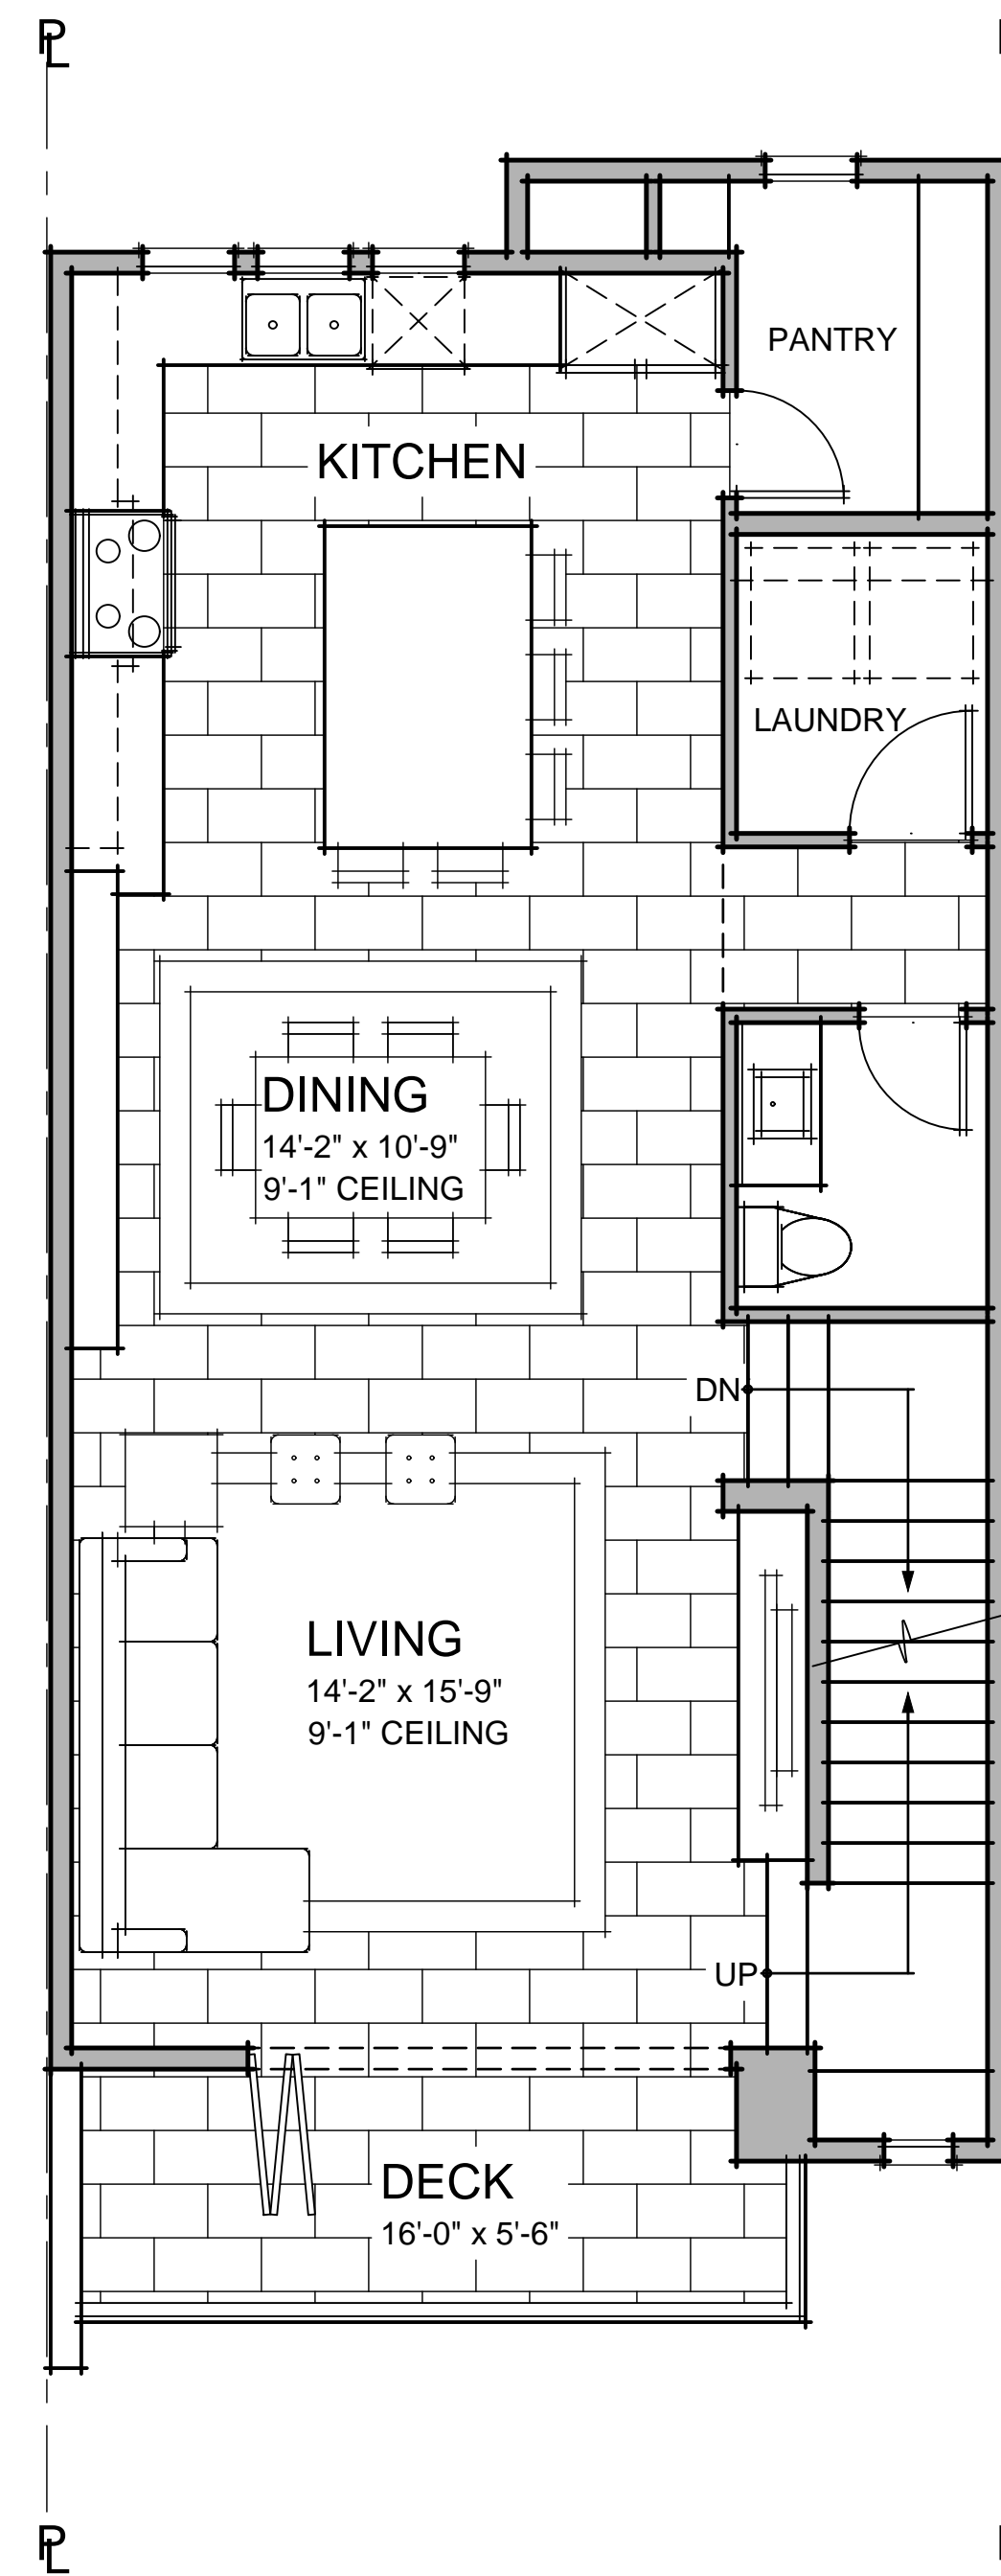 PL
PANTRY
KITCHEN
LAUNDRY
DINING
14'-2" x 10'-9"
9'-1" CEILING
DN
LIVING
14'-2" x 15'-9"
9'-1" CEILING
UP
DECK
16'-0" x 5'-6"
PL